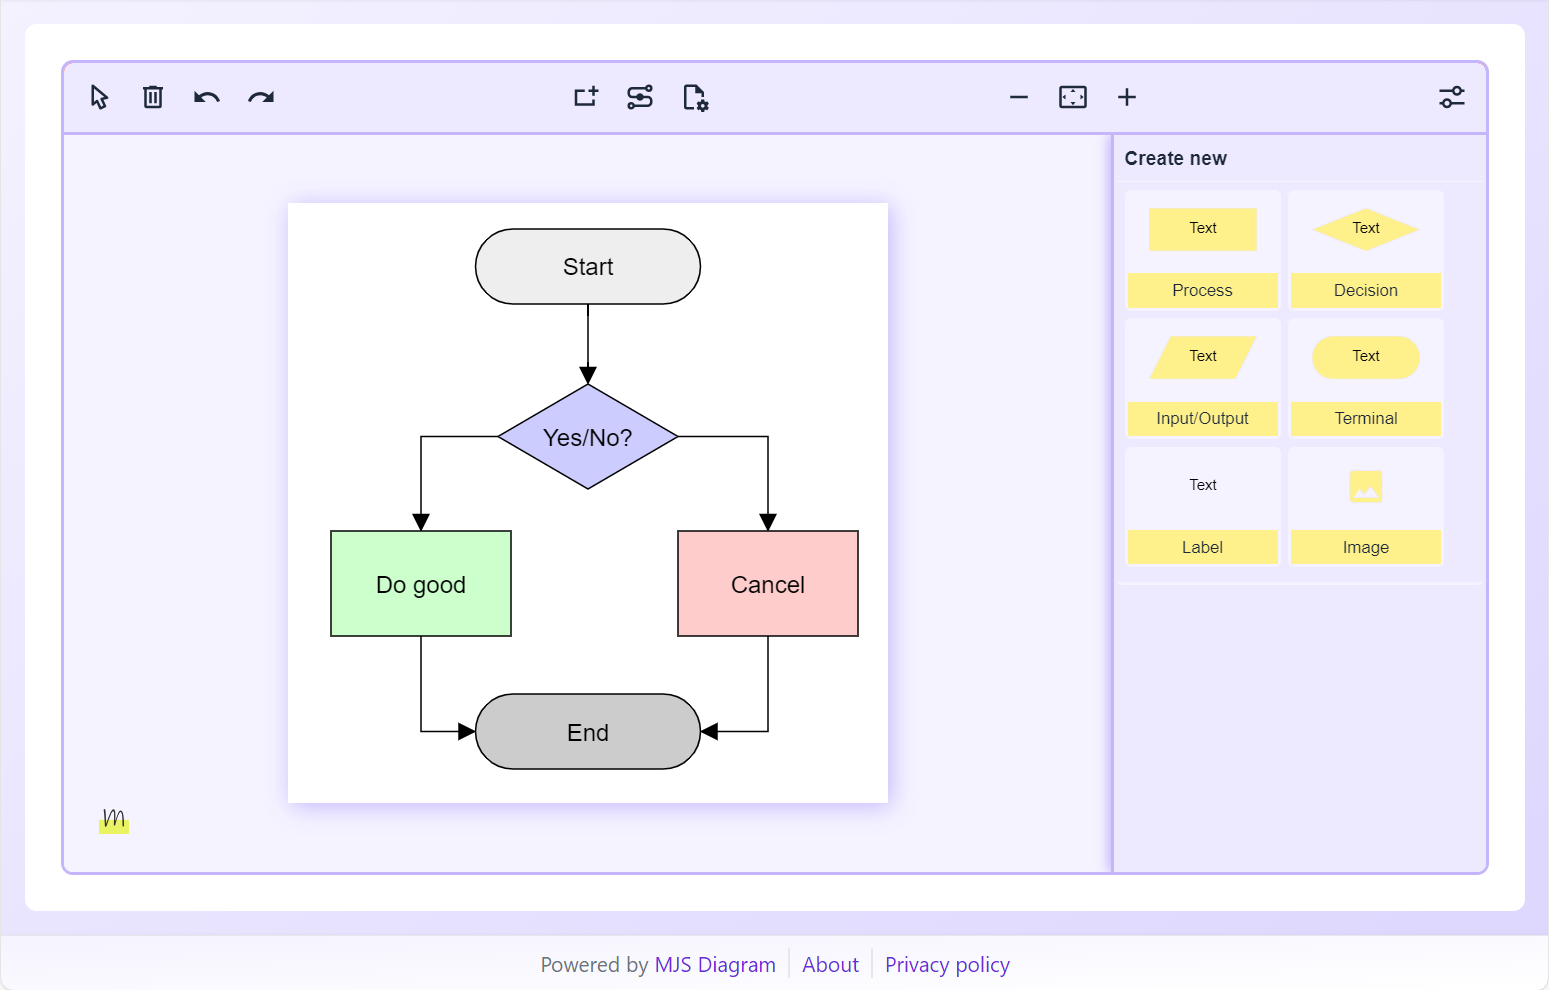 Create new
Start
Yes/No?
Do good
Cancel
End
Text
Process
Text
Decision
Text
Input/Output
Text
Terminal
Text
Label
Image
m
Powered by MJS Diagram
About
Privacy policy